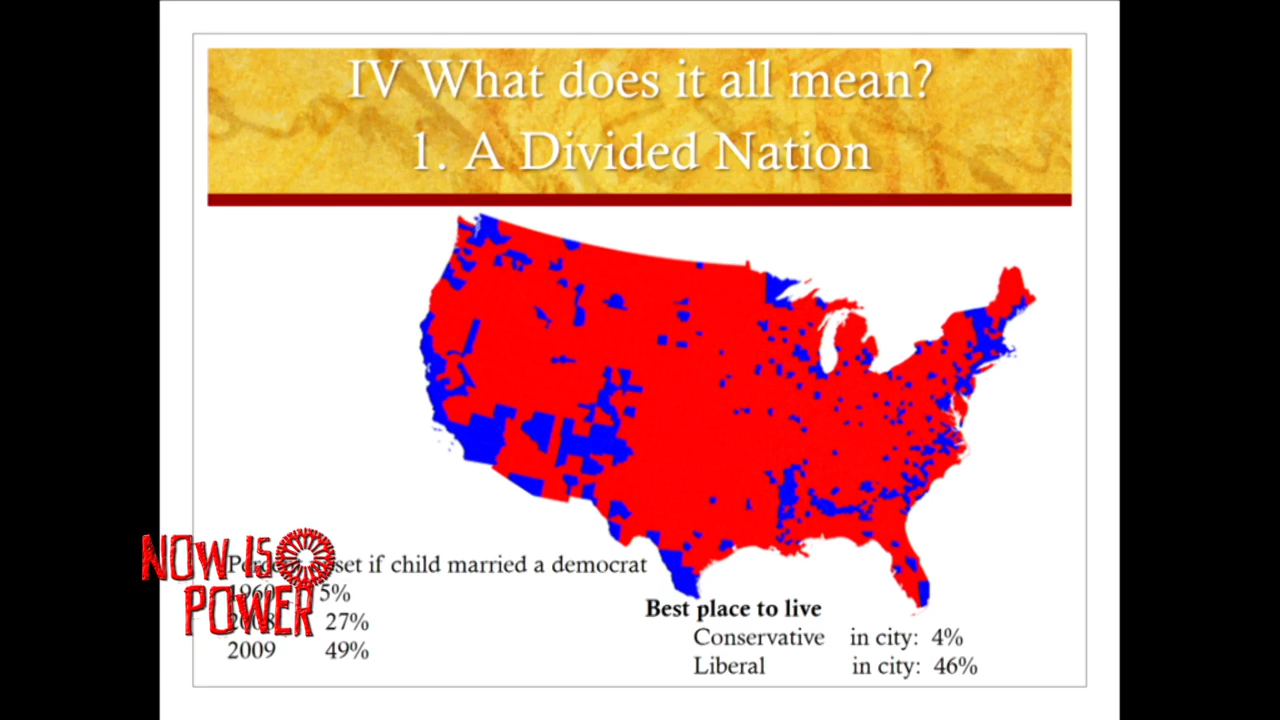 IV What does it all mean?
1. A Divided Nation
NOW IS
POWER
set if child married a democrat
5%
27%
2009 49%
Best place to live
Conservative in city: 4%
Liberal in city: 46%